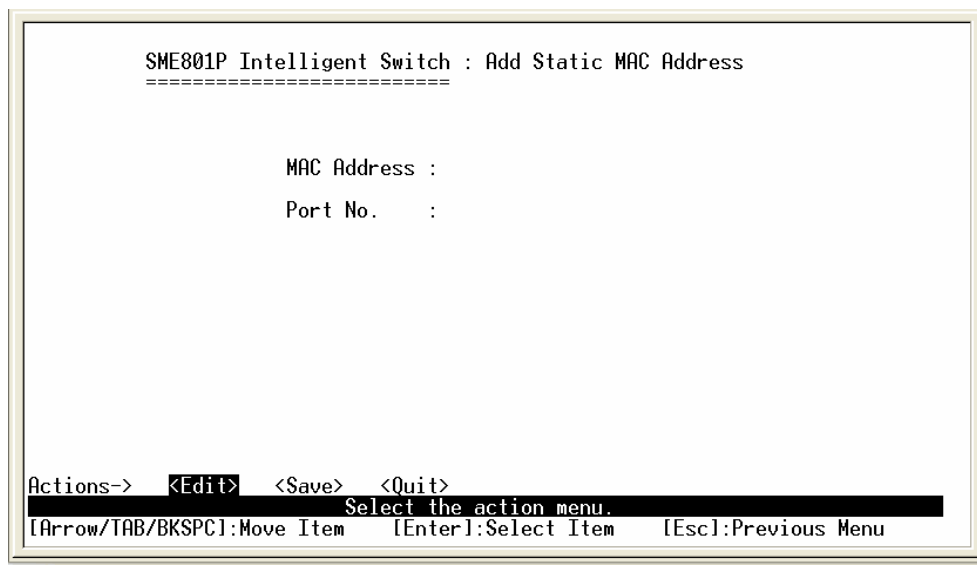 SME801P Intelligent Switch : Add Static MAC Address
==========================
MAC Address :
Port No. :
Actions-> <Edit> <Save> <Quit>
Select the action menu.
[Arrow/TAB/BKSPC]:Move Item [Enter]:Select Item [Esc]:Previous Menu